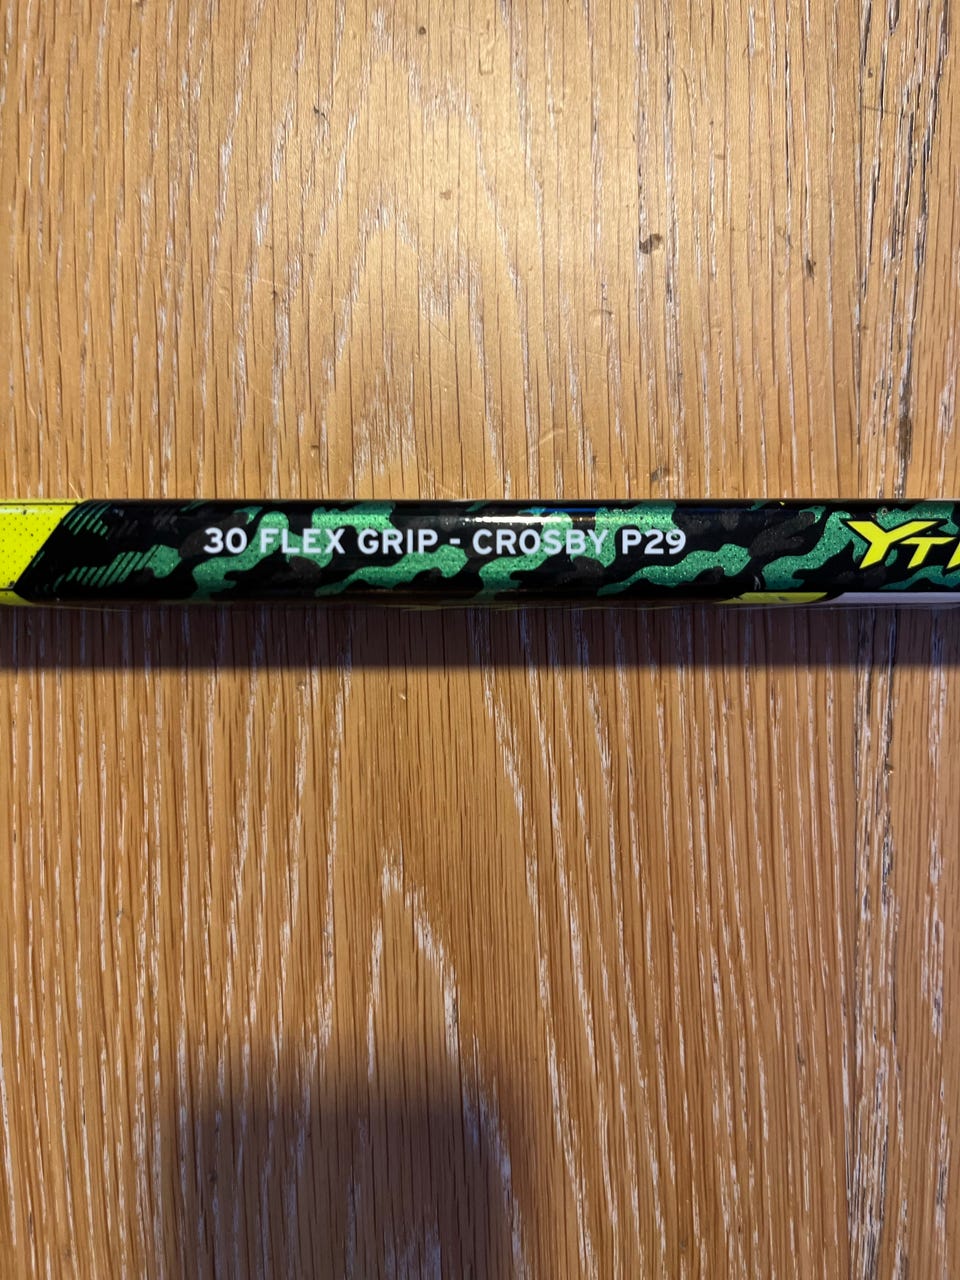 30 FLEX GRIP - CROSBY P29